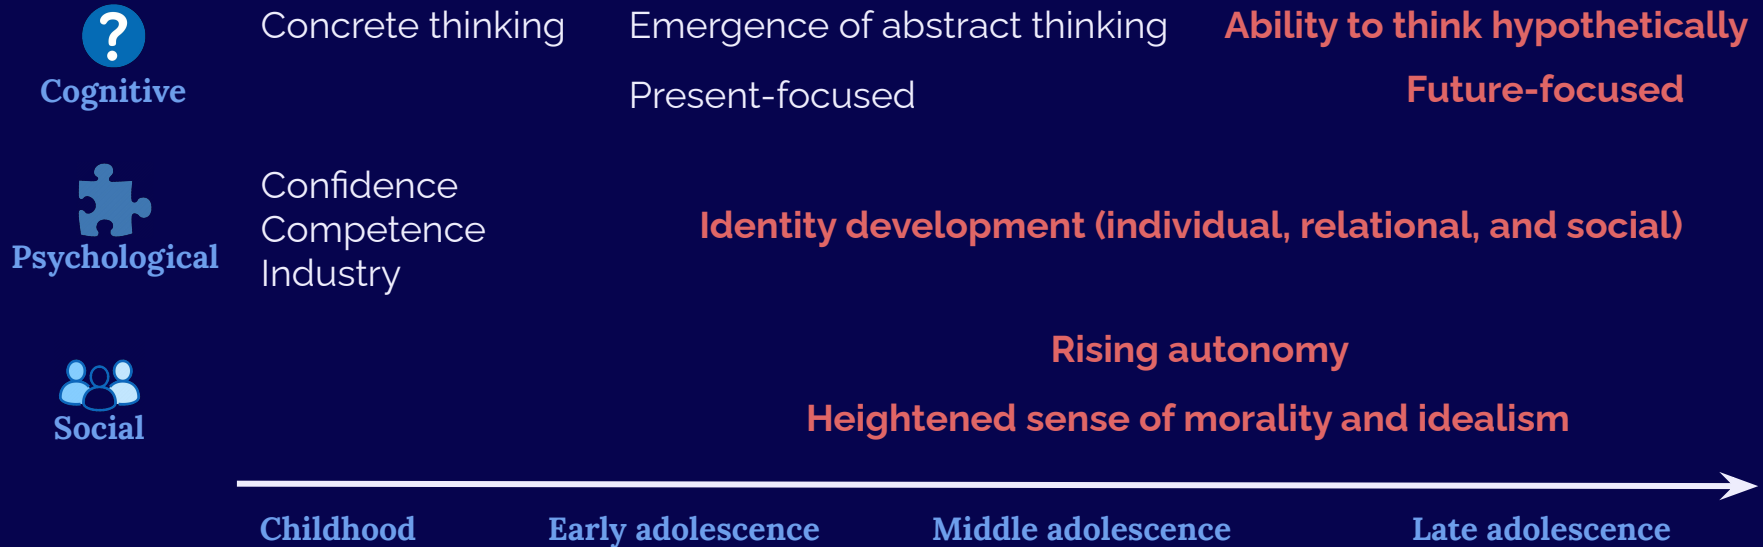 ?
Cognitive
Concrete thinking
Emergence of abstract thinking
Present-focused
Ability to think hypothetically
Future-focused
Psychological
Confidence
Competence
Industry
Identity development (individual, relational, and social)
Social
Rising autonomy
Heightened sense of morality and idealism
Childhood
Early adolescence
Middle adolescence
Late adolescence